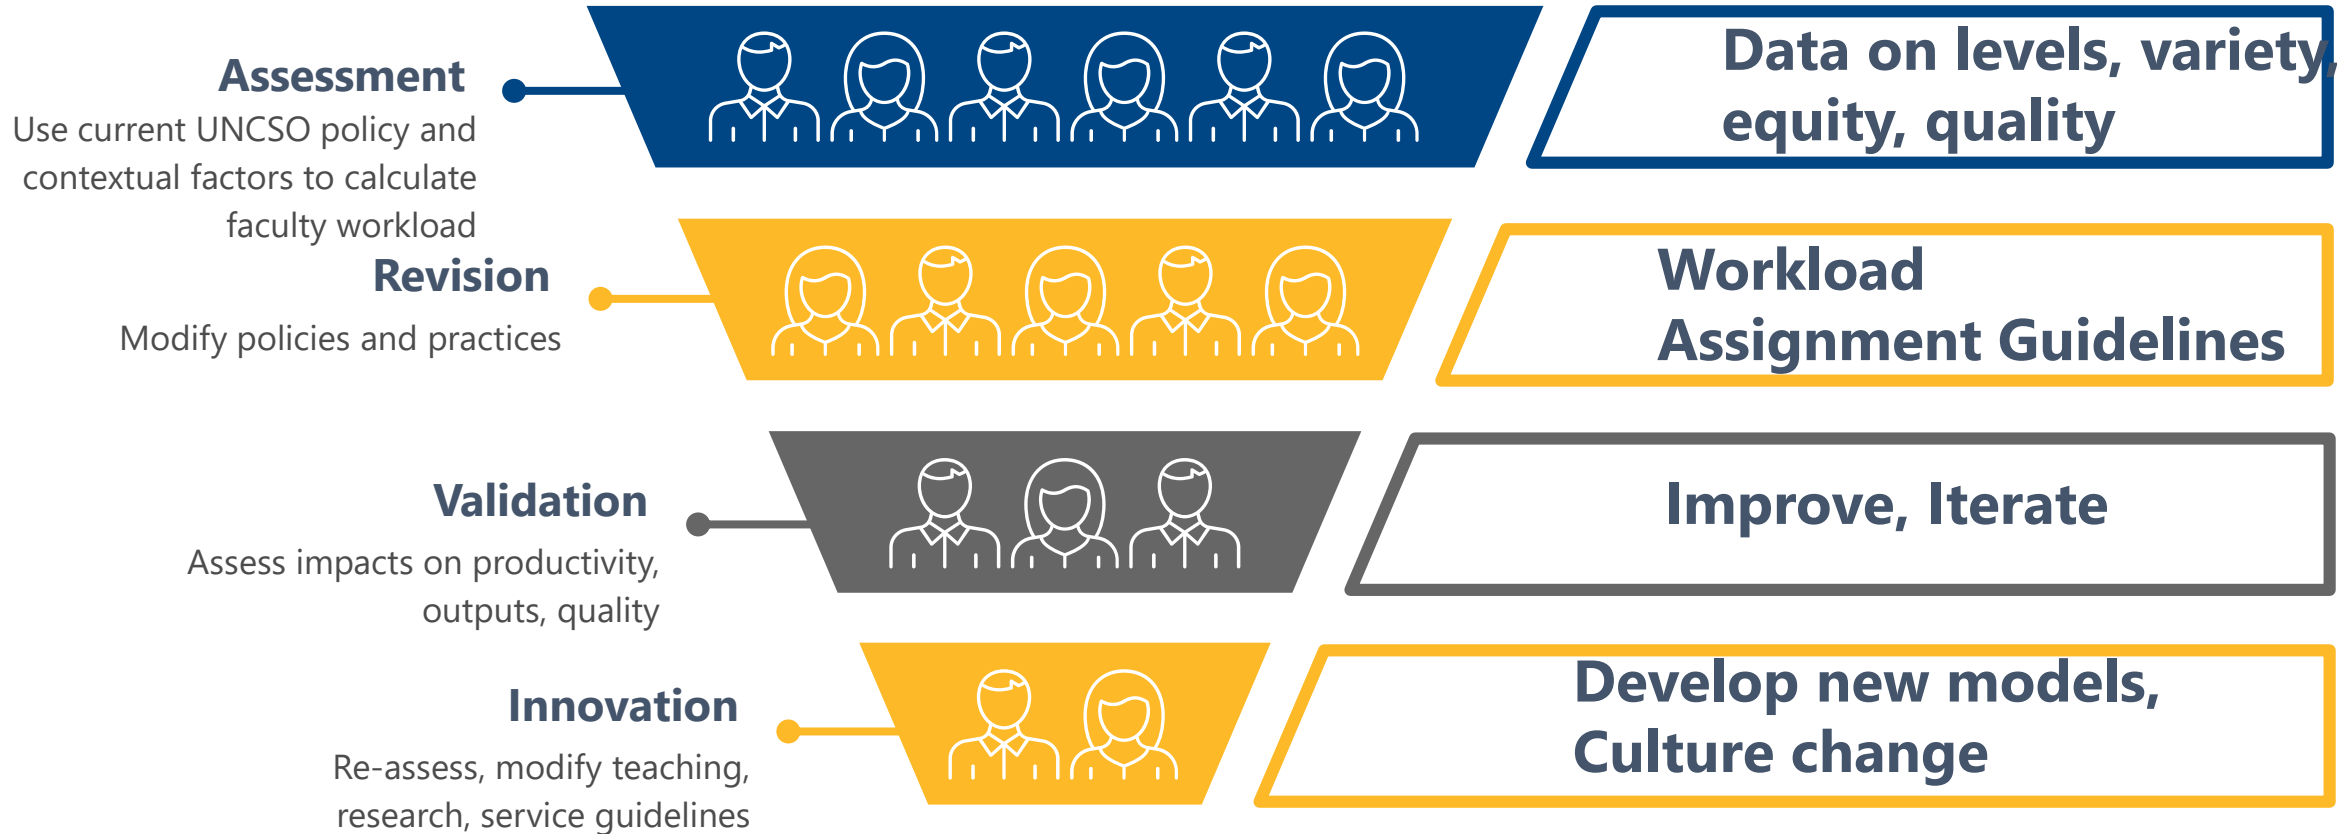 Assessment
Use current UNCSO policy and
contextual factors to calculate
faculty workload
Data on levels, variety,
equity, quality
Revision
Modify policies and practices
Workload
Assignment Guidelines
Validation
Assess impacts on productivity,
outputs, quality
Improve, Iterate
Innovation
Re-assess, modify teaching,
research, service guidelines
Develop new models,
Culture change